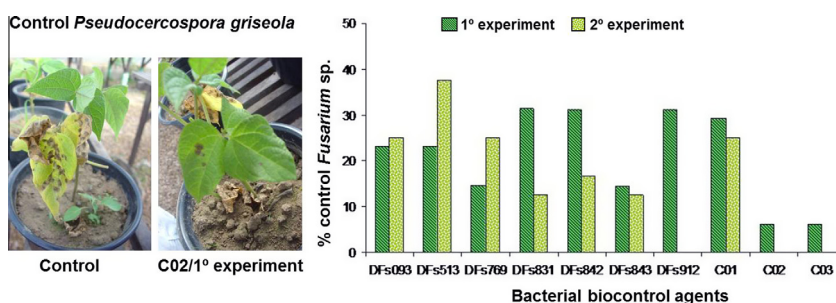 Control Pseudocercospora griseola
Control
C02/1º experiment
1º experiment
2º experiment
% control Fusarium sp.
50
40
30
20
10
0
DFs093 DFs513 DFs769 DFs831 DFs842 DFs843 DFs912 C01 C02 C03
Bacterial biocontrol agents